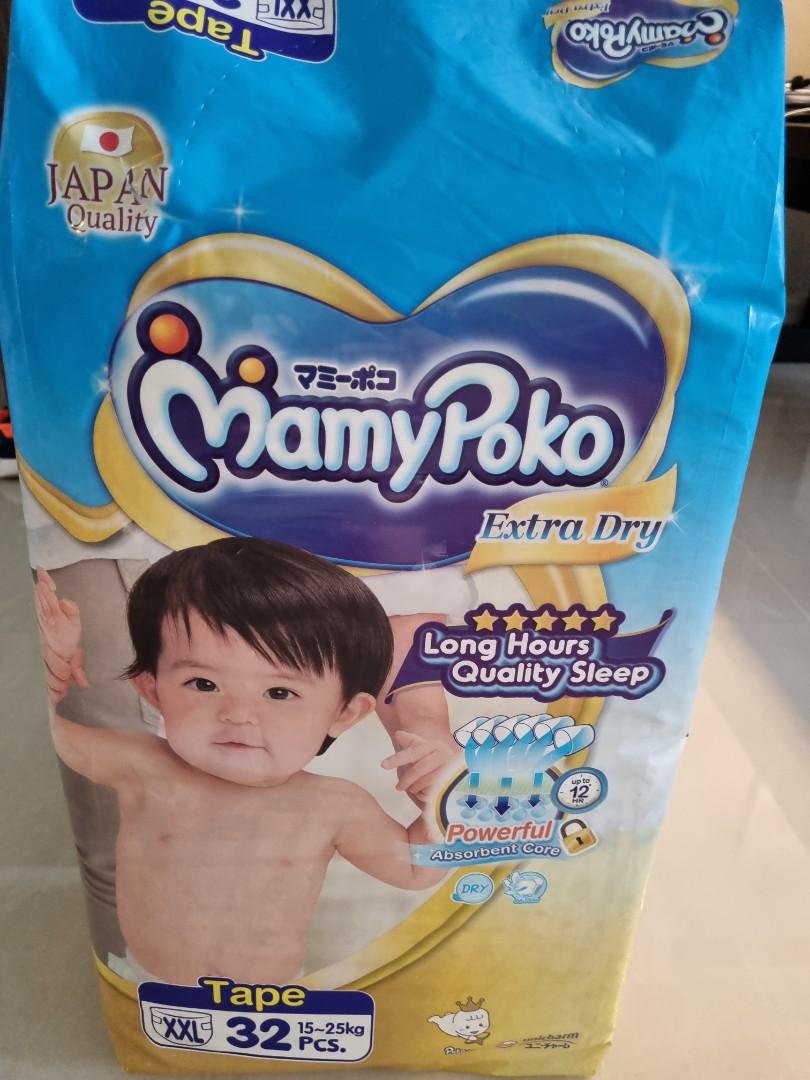 Tape
XXL
MamyPoko
Extra Dry
JAPAN
Quality
マミーポコ
MamyPoko
®
Extra Dry
Long Hours
Quality Sleep
up to
12
HR
Powerful
Absorbent Core
DRY
Tape
XXL
32
15~25kg
PCS.
unicharm
ユニ・チャーム